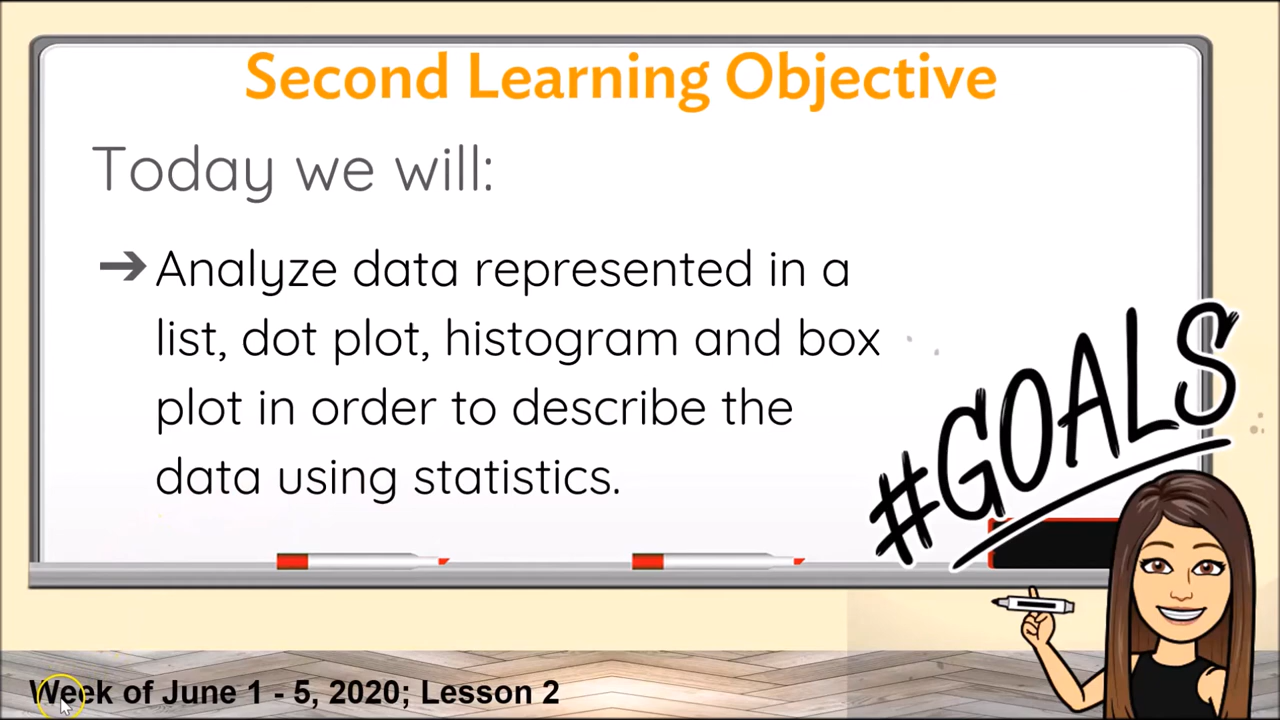 Second Learning Objective
Today we will:
➔ Analyze data represented in a
list, dot plot, histogram and box
plot in order to describe the
data using statistics.
#GOALS
Week of June 1 - 5, 2020; Lesson 2